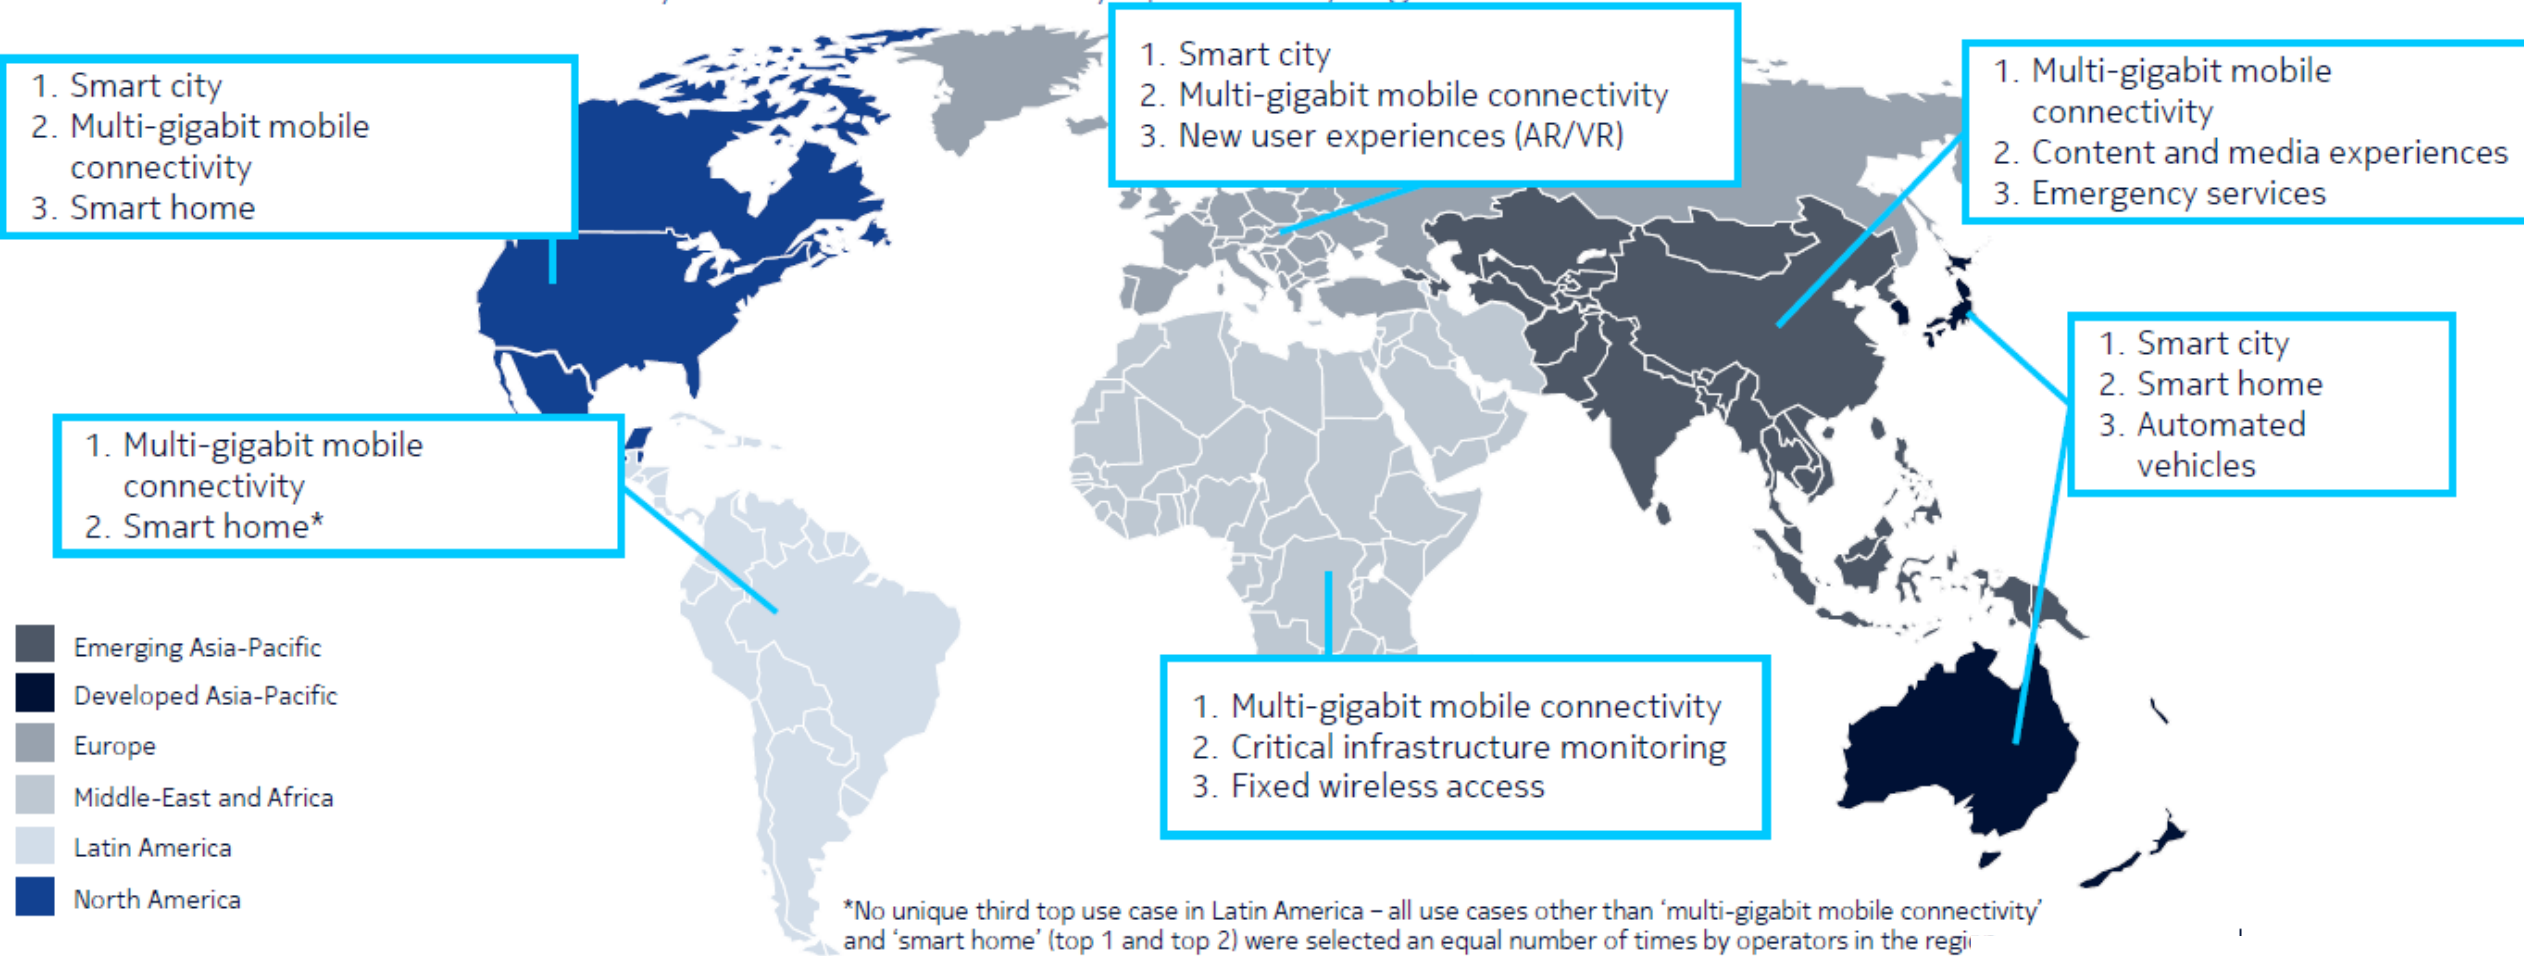 1. Smart city
2. Multi-gigabit mobile
connectivity
3. Smart home
1. Smart city
2. Multi-gigabit mobile connectivity
3. New user experiences (AR/VR)
1. Multi-gigabit mobile
connectivity
2. Content and media experiences
3. Emergency services
1. Smart city
2. Smart home
3. Automated
vehicles
1. Multi-gigabit mobile
connectivity
2. Smart home*
1. Multi-gigabit mobile connectivity
2. Critical infrastructure monitoring
3. Fixed wireless access
Emerging Asia-Pacific
Developed Asia-Pacific
Europe
Middle-East and Africa
Latin America
North America
*No unique third top use case in Latin America – all use cases other than ‘multi-gigabit mobile connectivity’
and ‘smart home’ (top 1 and top 2) were selected an equal number of times by operators in the